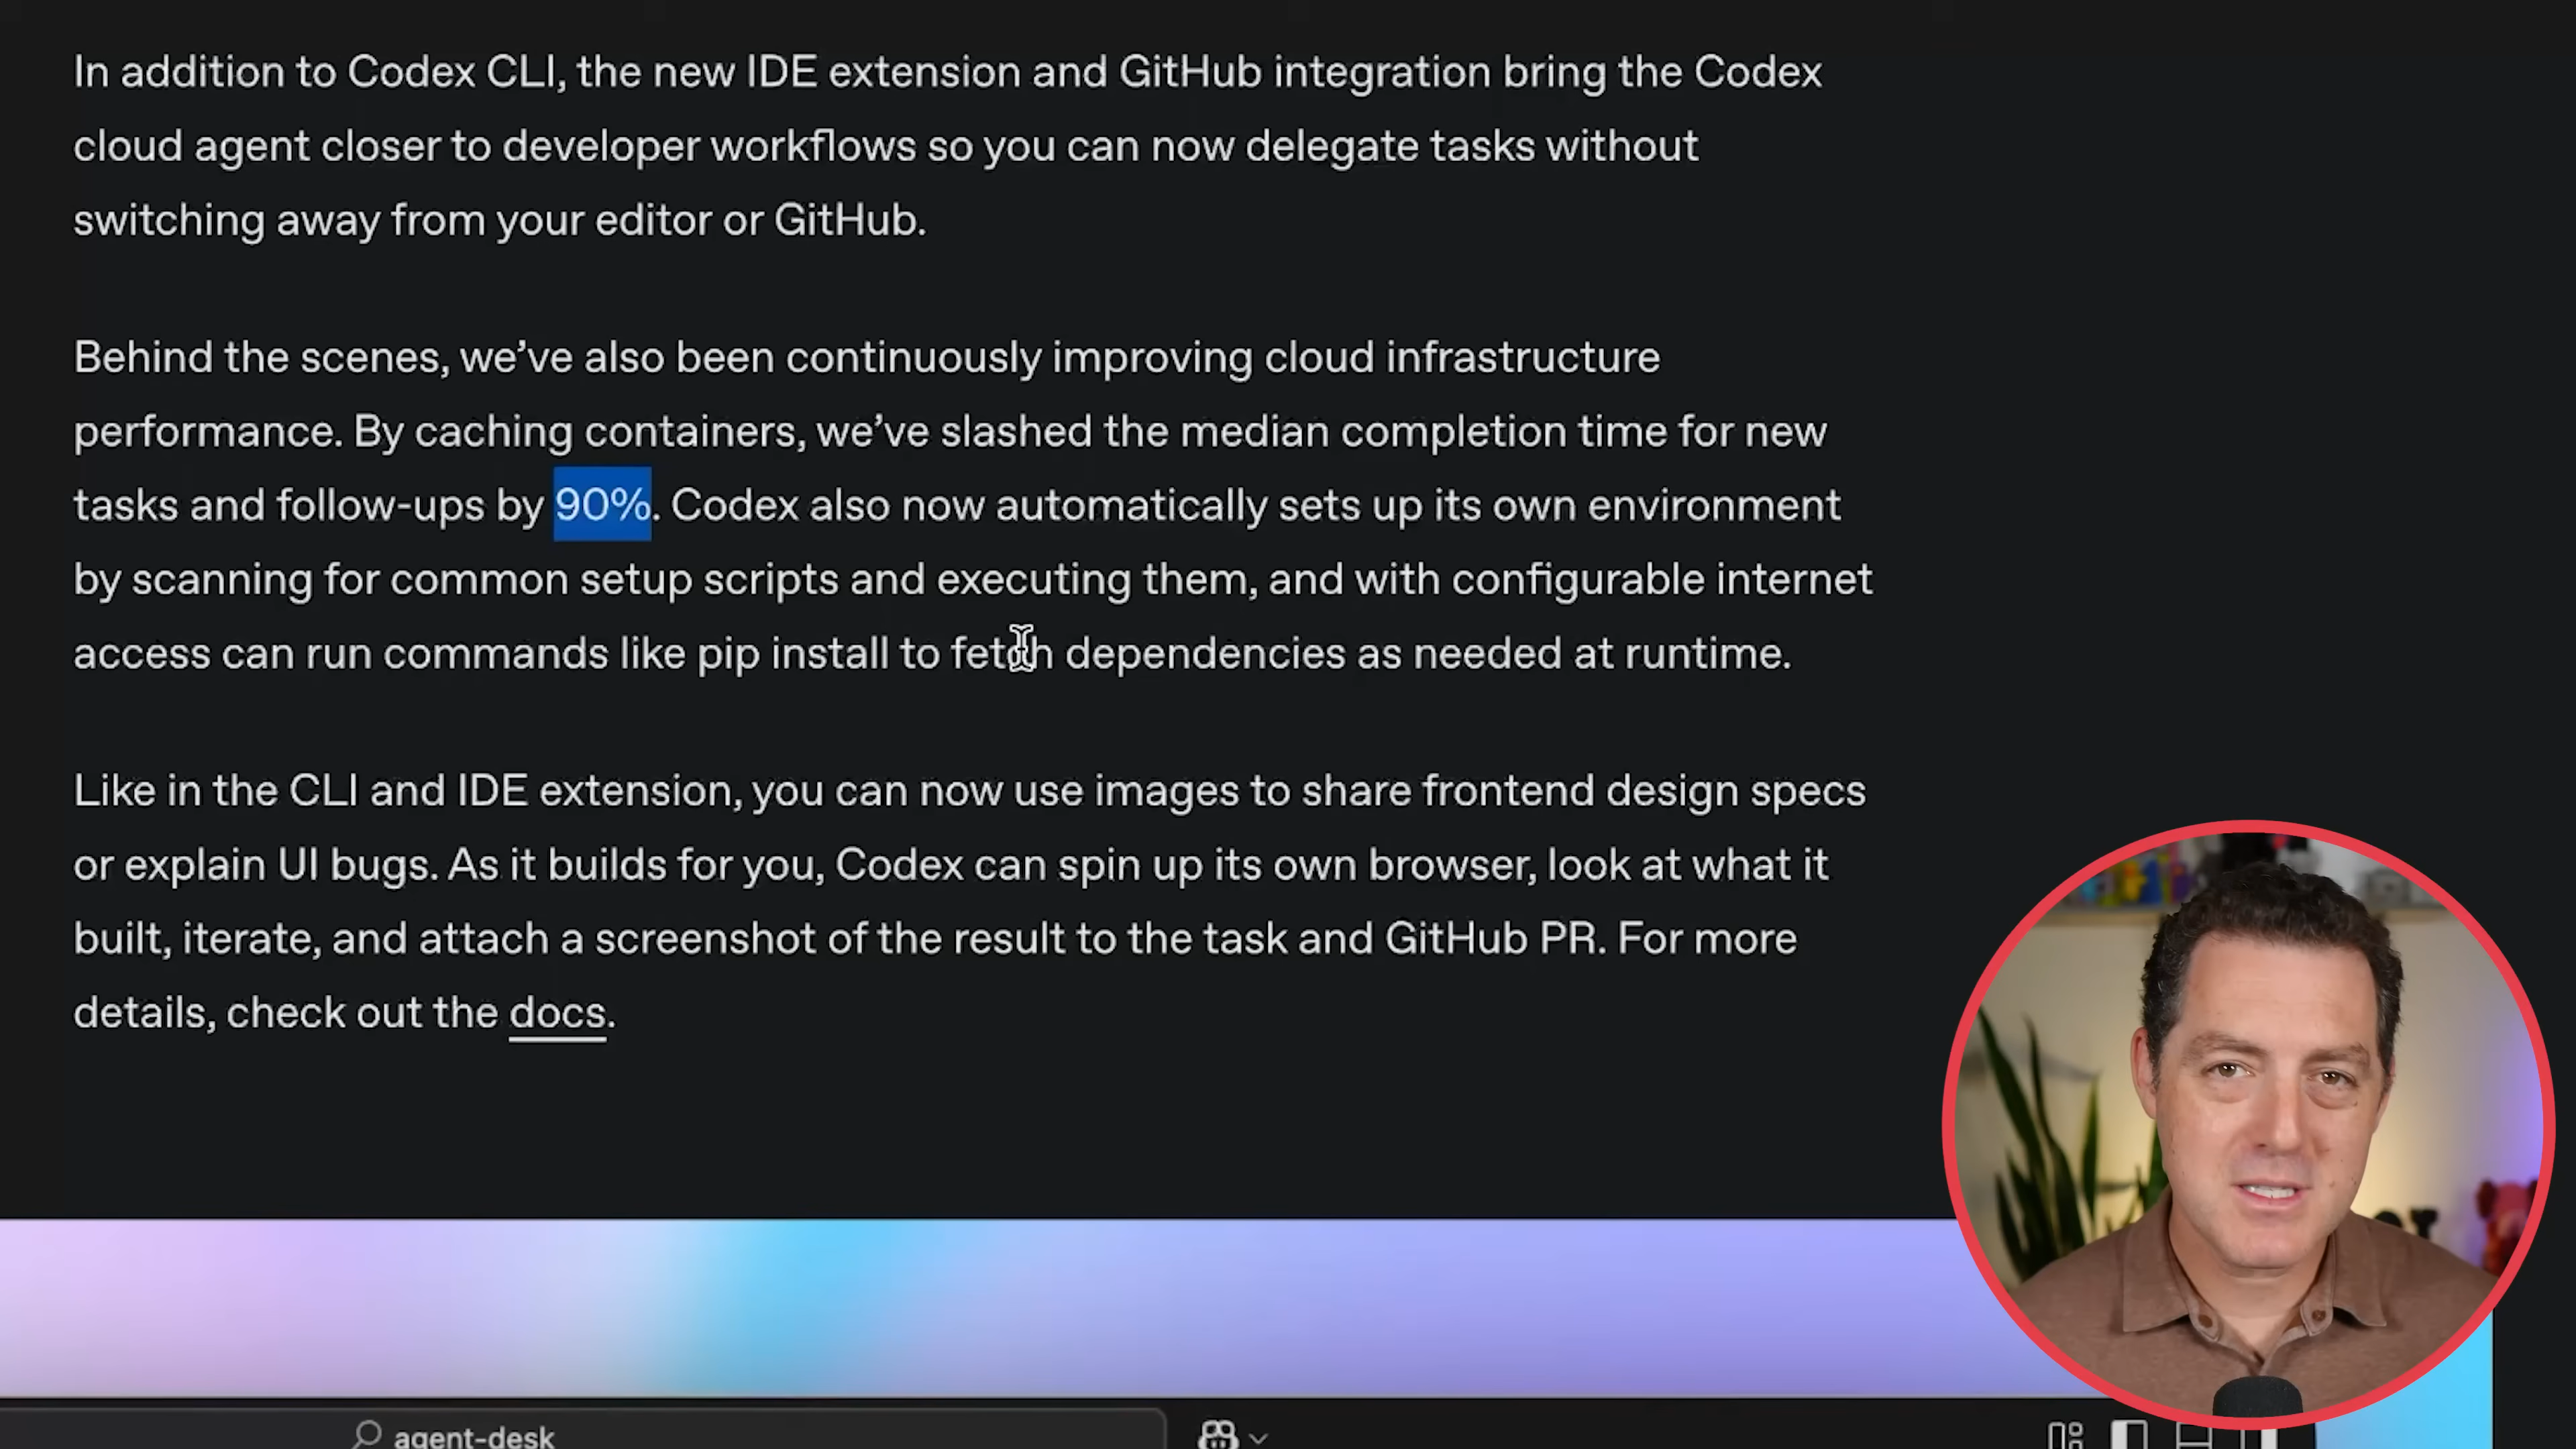 In addition to Codex CLI, the new IDE extension and GitHub integration bring the Codex
cloud agent closer to developer workflows so you can now delegate tasks without
switching away from your editor or GitHub.
Behind the scenes, we’ve also been continuously improving cloud infrastructure
performance. By caching containers, we’ve slashed the median completion time for new
tasks and follow-ups by 90%. Codex also now automatically sets up its own environment
by scanning for common setup scripts and executing them, and with configurable internet
access can run commands like pip install to fetch dependencies as needed at runtime.
Like in the CLI and IDE extension, you can now use images to share frontend design specs
or explain UI bugs. As it builds for you, Codex can spin up its own browser, look at what it
built, iterate, and attach a screenshot of the result to the task and GitHub PR. For more
details, check out the docs.
agent-desk